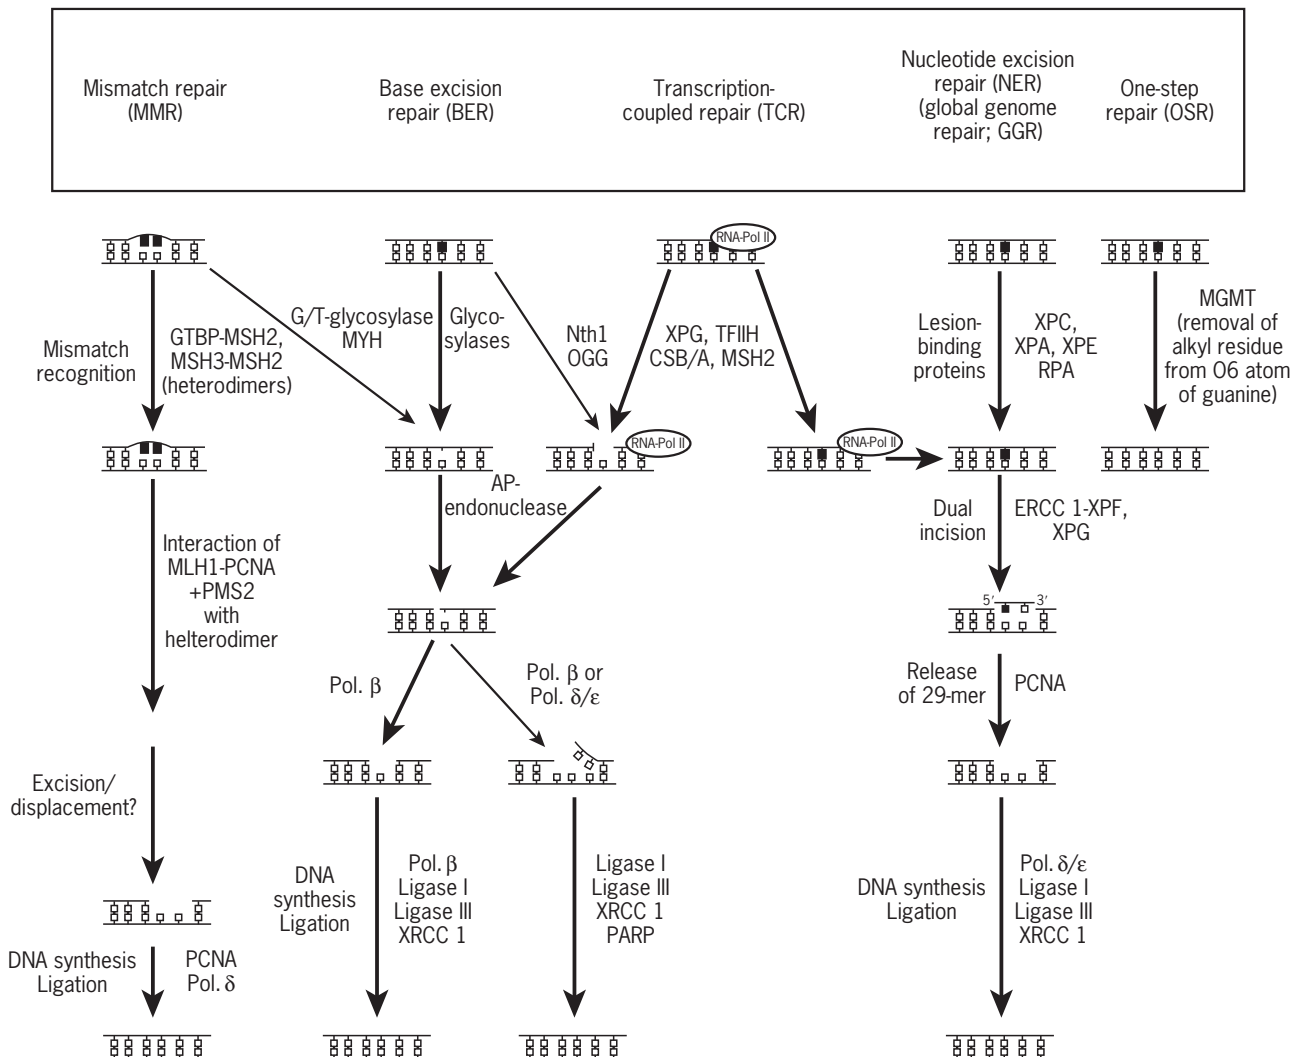 Mismatch repair
(MMR)
Base excision
repair (BER)
Transcription-
coupled repair (TCR)
Nucleotide excision
repair (NER)
(global genome
repair; GGR)
One-step
repair (OSR)
RNA-Pol II
Mismatch
recognition
GTBP-MSH2,
MSH3-MSH2
(heterodimers)
G/T-glycosylase
MYH
Glyco-
sylases
Nth1
OGG
XPG, TFIIH
CSB/A, MSH2
Lesion-
binding
proteins
XPC,
XPA, XPE
RPA
MGMT
(removal of
alkyl residue
from O6 atom
of guanine)
RNA-Pol II
RNA-Pol II
Interaction of
MLH1-PCNA
+PMS2
with
helterodimer
AP-
endonuclease
Dual
incision
ERCC 1-XPF,
XPG
5′ 3′
Pol. β
Pol. β or
Pol. δ/ε
Release
of 29-mer
PCNA
Excision/
displacement?
DNA
synthesis
Ligation
Pol. β
Ligase I
Ligase III
XRCC 1
Ligase I
Ligase III
XRCC 1
PARP
DNA synthesis
Ligation
Pol. δ/ε
Ligase I
Ligase III
XRCC 1
DNA synthesis
Ligation
PCNA
Pol. δ